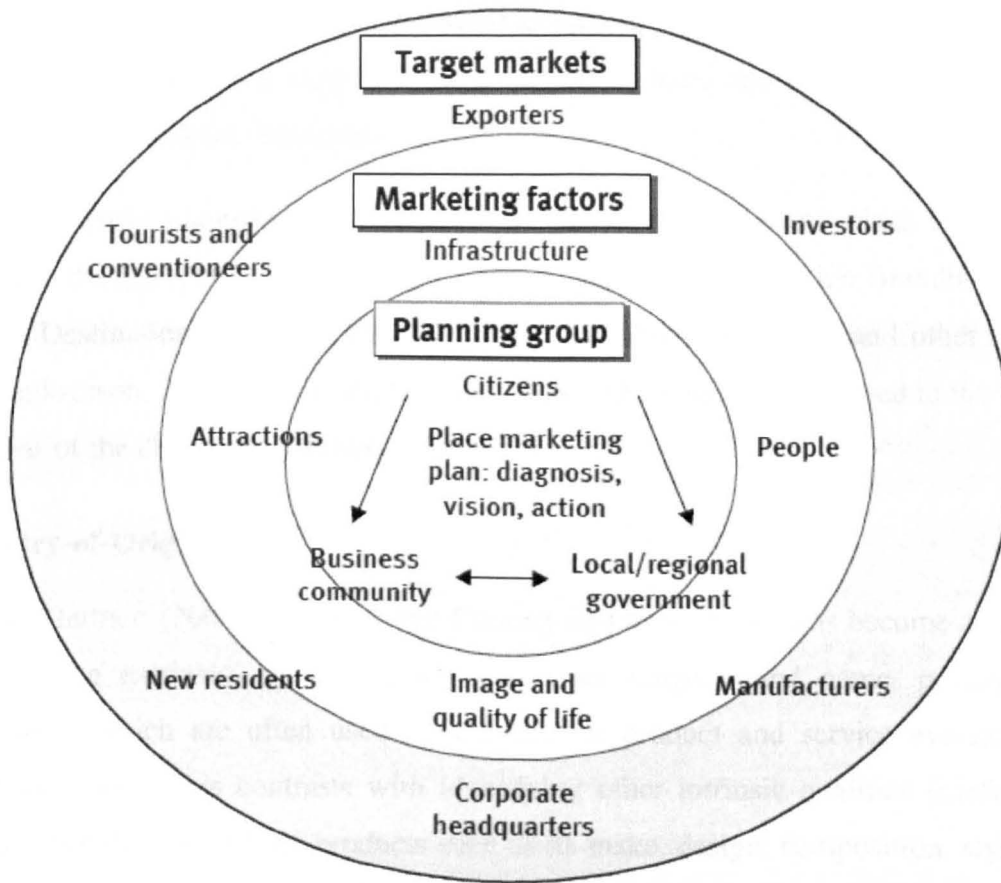 Target markets
Exporters
Marketing factors
Infrastructure
Tourists and
conventioneers
Investors
Planning group
Citizens
Attractions
Place marketing
plan: diagnosis,
vision, action
People
Business
community
Local/regional
government
New residents
Image and
quality of life
Manufacturers
Corporate
headquarters